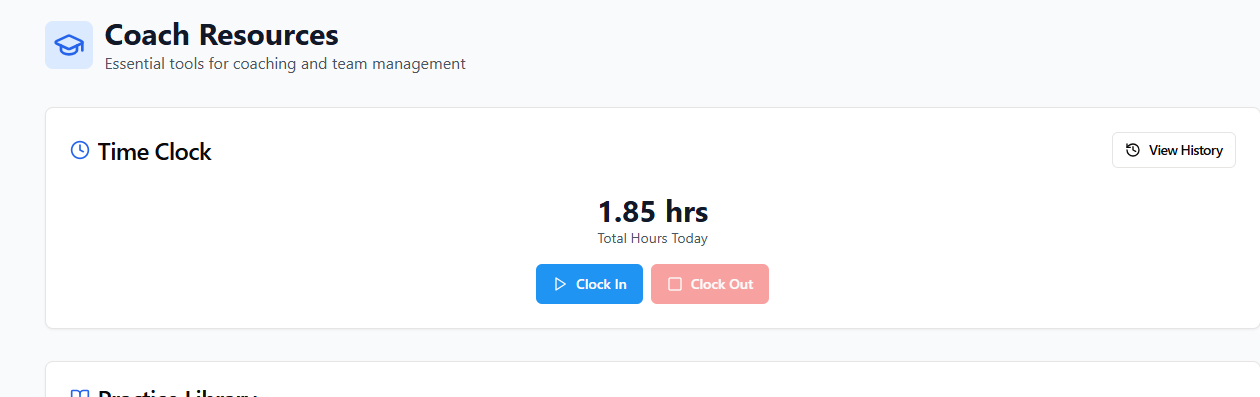 Coach Resources
Essential tools for coaching and team management
Time Clock
View History
1.85 hrs
Total Hours Today
Clock In
Clock Out
Practice Library